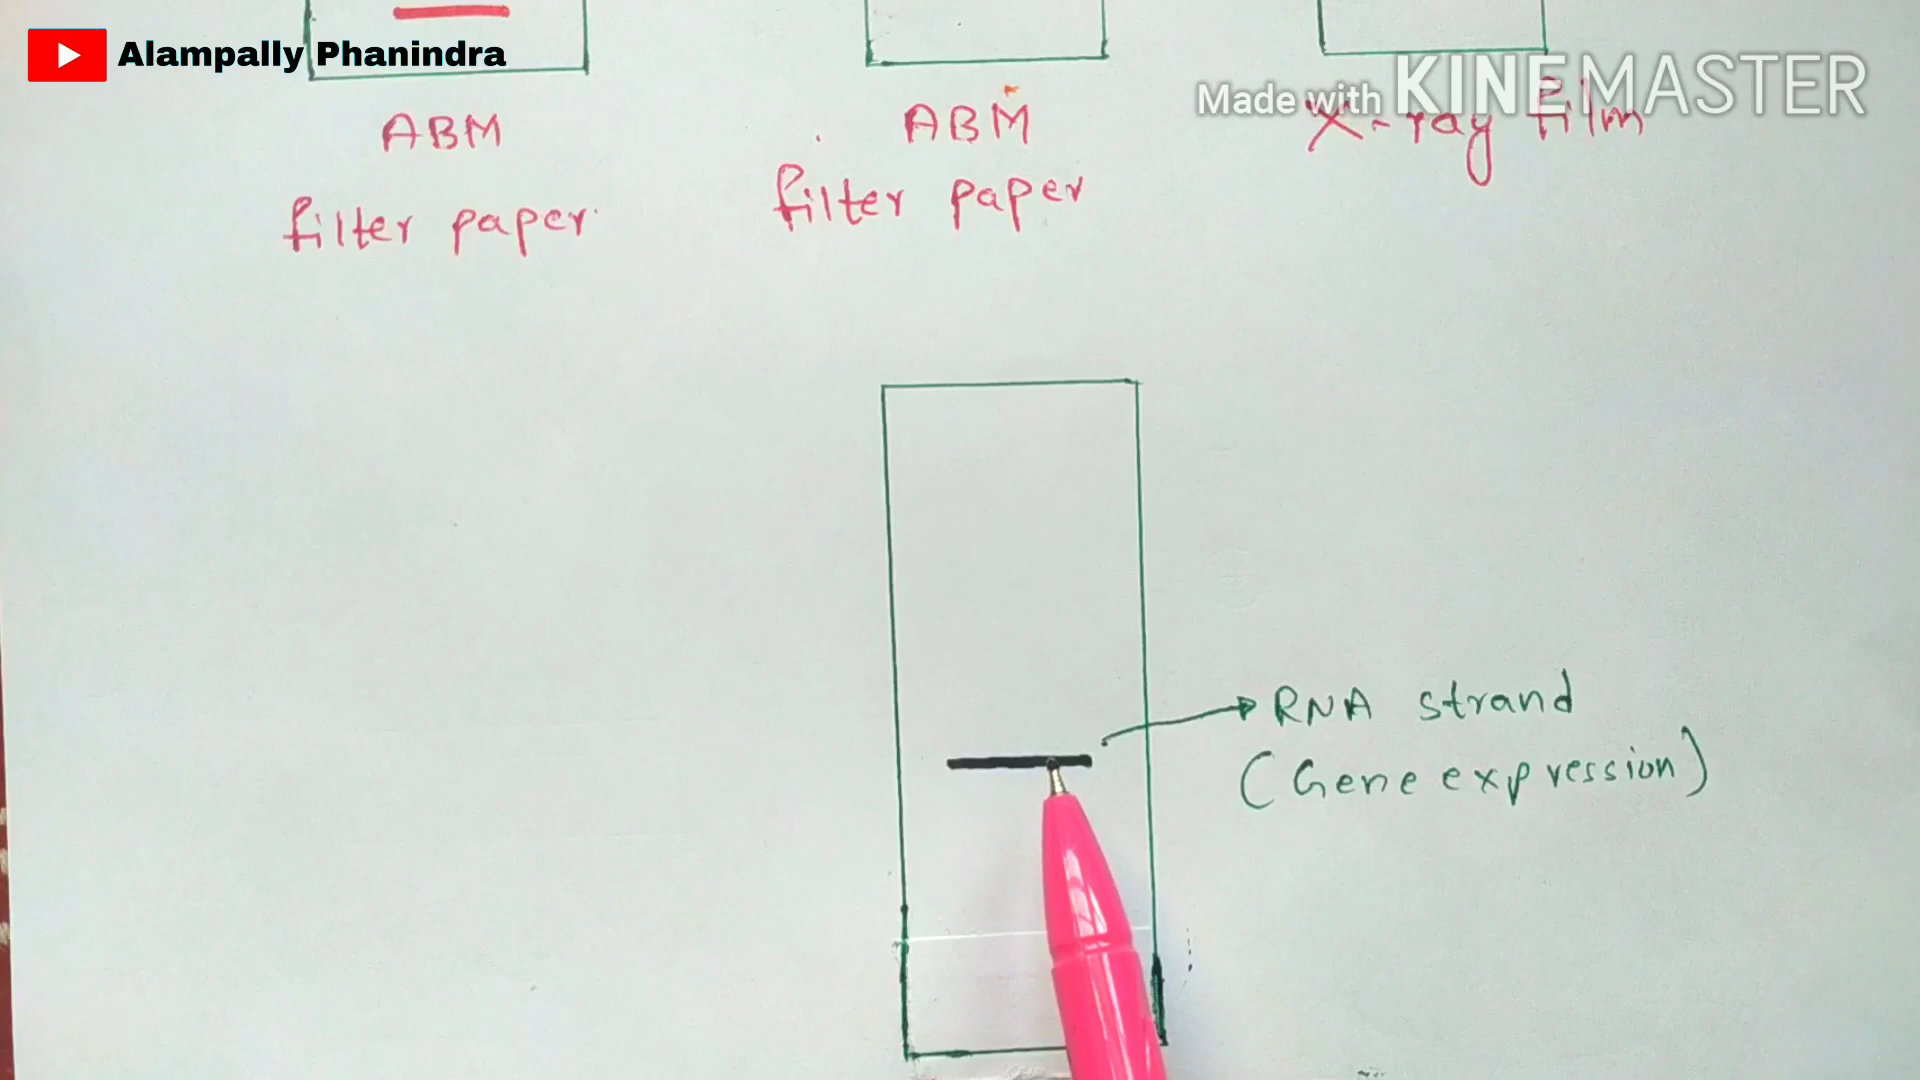 Alampally Phanindra
Made with KINEMASTER
ABM
filter paper
ABM
filter paper
X-ray film
RNA strand
(Gene expression)